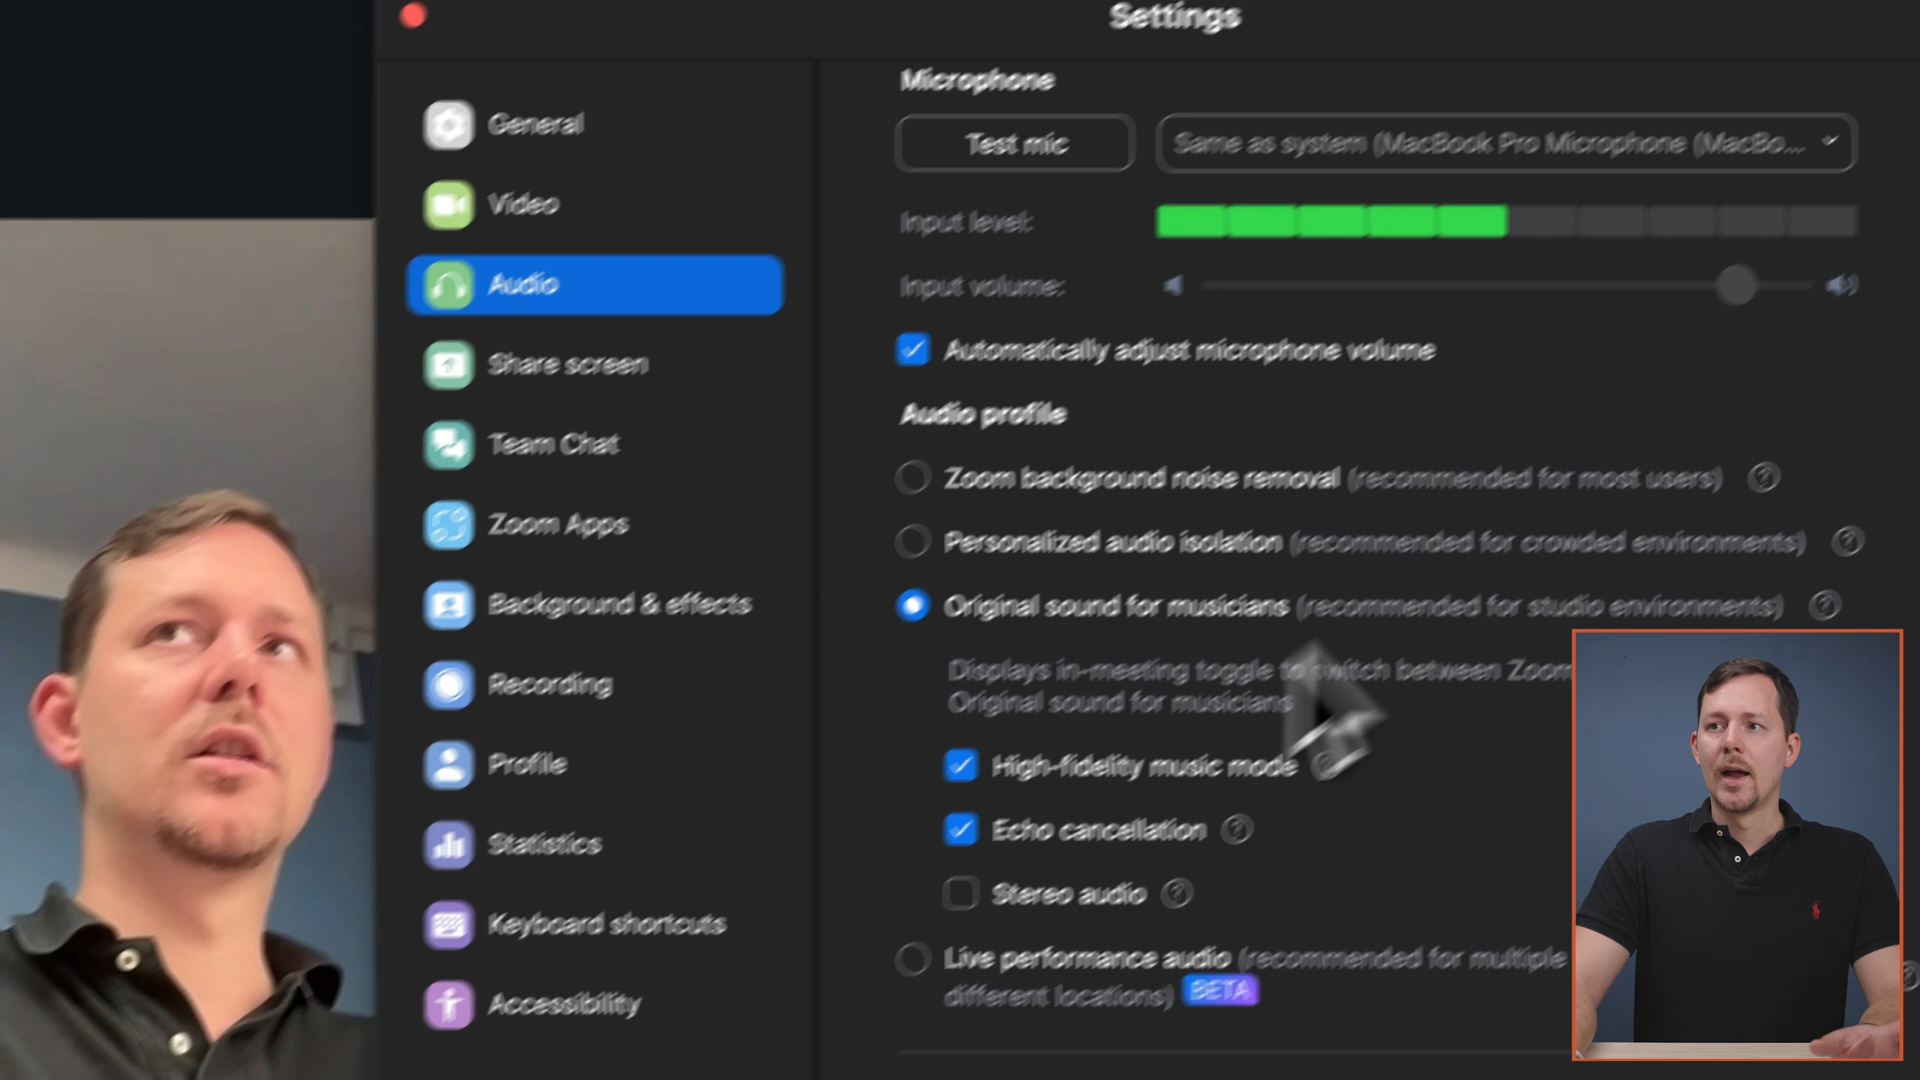 Settings
General
Video
Audio
Share screen
Team Chat
Zoom Apps
Background & effects
Recording
Profile
Statistics
Keyboard shortcuts
Accessibility
Microphone
Test mic
Same as system (MacBook Pro Microphone (MacBo...
Input level:
Input volume:
Automatically adjust microphone volume
Audio profile
Zoom background noise removal (recommended for most users)
Personalized audio isolation (recommended for crowded environments)
Original sound for musicians (recommended for studio environments)
Displays in-meeting toggle to switch between Zoom
Original sound for musicians
High-fidelity music mode
Echo cancellation
Stereo audio
Live performance audio (recommended for multiple
different locations) BETA